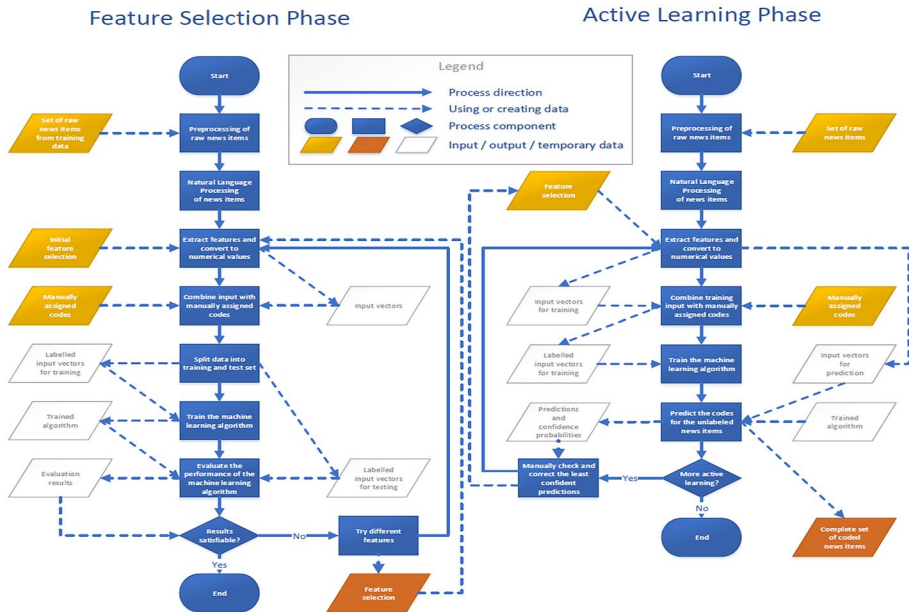 Feature Selection Phase
Active Learning Phase
Legend
Process direction
Using or creating data
Process component
Input / output / temporary data
Start
Set of raw
news items
from training
data
Preprocessing of
raw news items
Natural Language
Processing
of news items
Initial
feature
selection
Extract features and
convert to
numerical values
Manually
assigned
codes
Combine input with
manually assigned
codes
Input vectors
Labelled
input vectors
for training
Split data into
training and test set
Trained
algorithm
Train the machine
learning algorithm
Evaluation
results
Evaluate the
performance of the
machine learning
algorithm
Labelled
input vectors
for testing
Results
satisfiable?
No
Try different
features
Yes
End
Feature
selection
Start
Preprocessing of
raw news items
Set of raw
news items
Natural Language
Processing
of news items
Feature
selection
Extract features and
convert to
numerical values
Input vectors
for training
Combine training
input with manually
assigned codes
Manually
assigned
codes
Labelled
input vectors
for training
Train the machine
learning algorithm
Input vectors
for
prediction
Predictions
and
confidence
probabilities
Predict the codes
for the unlabeled
news items
Trained
algorithm
Manually check and
correct the least
confident
predictions
Yes
More active
learning?
No
End
Complete set
of coded
news items